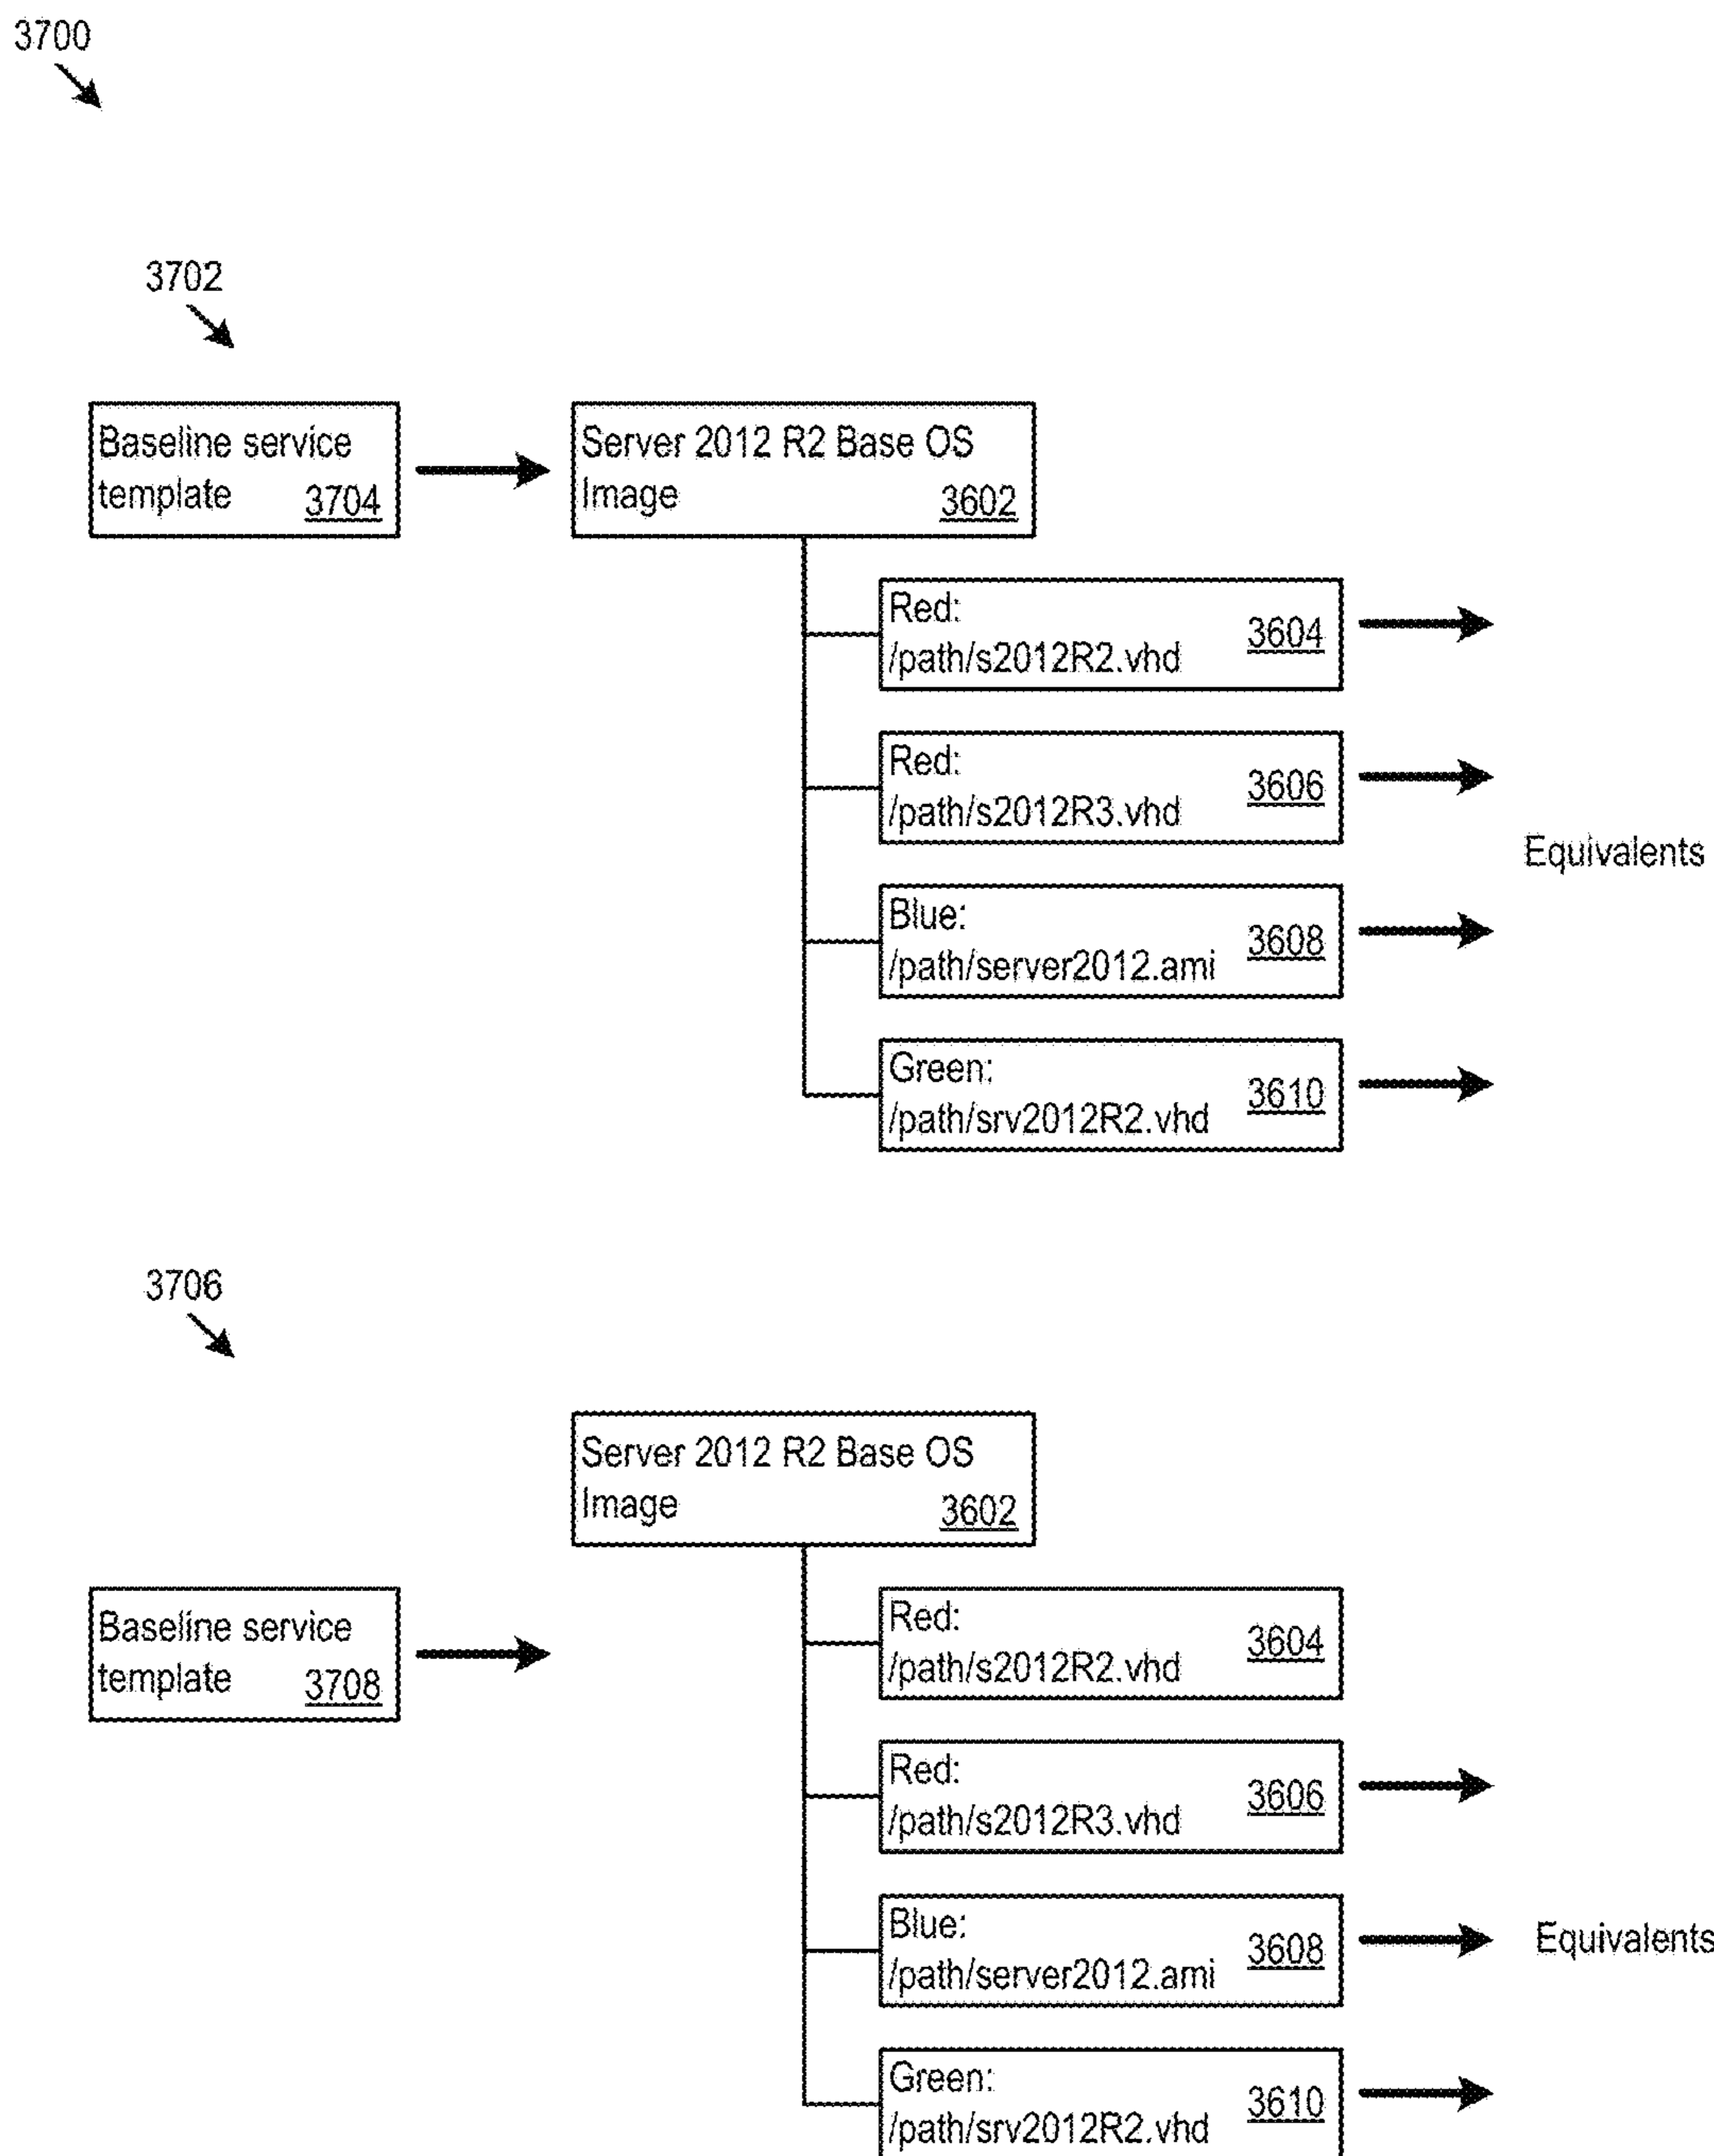 3700
3702
Baseline service
template 3704
Server 2012 R2 Base OS
Image 3602
Red:
/path/s2012R2.vhd 3604
Red:
/path/s2012R3.vhd 3606
Equivalents
Blue:
/path/server2012.ami 3608
Green:
/path/srv2012R2.vhd 3610
3706
Server 2012 R2 Base OS
Image 3602
Baseline service
template 3708
Red:
/path/s2012R2.vhd 3604
Red:
/path/s2012R3.vhd 3606
Blue:
/path/server2012.ami 3608
Equivalents
Green:
/path/srv2012R2.vhd 3610